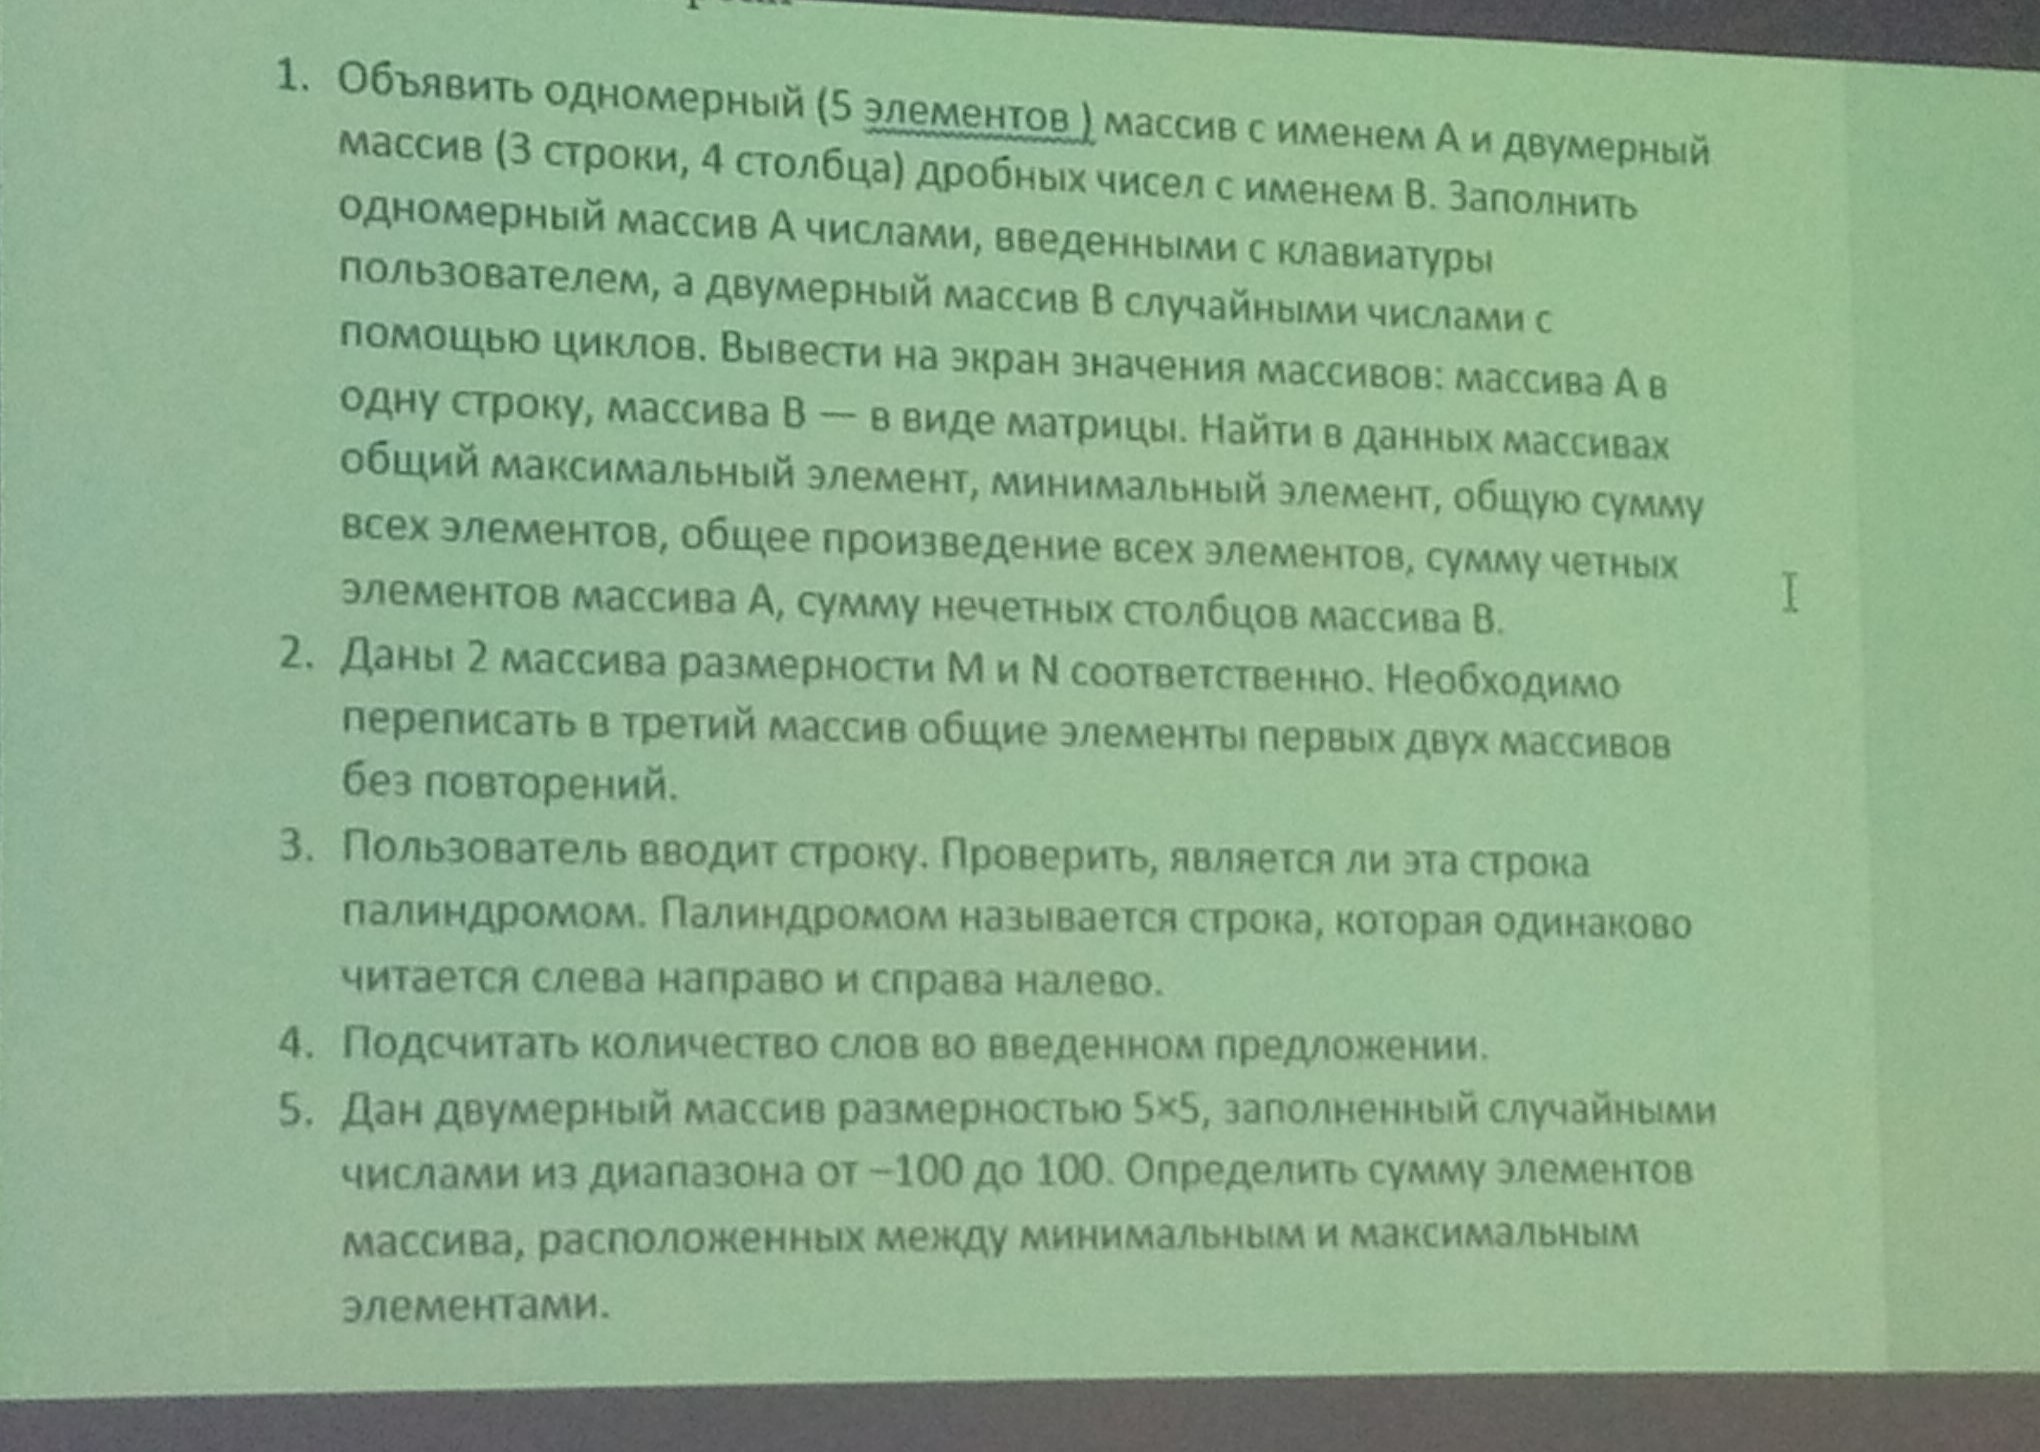 1. Объявить одномерный (5 элементов ) массив с именем А и двумерный
массив (3 строки, 4 столбца) дробных чисел с именем В. Заполнить
одномерный массив А числами, введенными с клавиатуры
пользователем, а двумерный массив В случайными числами с
помощью циклов. Вывести на экран значения массивов: массива А в
одну строку, массива В — в виде матрицы. Найти в данных массивах
общий максимальный элемент, минимальный элемент, общую сумму
всех элементов, общее произведение всех элементов, сумму четных
элементов массива А, сумму нечетных столбцов массива В.
2. Даны 2 массива размерности M и N соответственно. Необходимо
переписать в третий массив общие элементы первых двух массивов
без повторений.
3. Пользователь вводит строку. Проверить, является ли эта строка
палиндромом. Палиндромом называется строка, которая одинаково
читается слева направо и справа налево.
4. Подсчитать количество слов во введенном предложении.
5. Дан двумерный массив размерностью 5×5, заполненный случайными
числами из диапазона от –100 до 100. Определить сумму элементов
массива, расположенных между минимальным и максимальным
элементами.